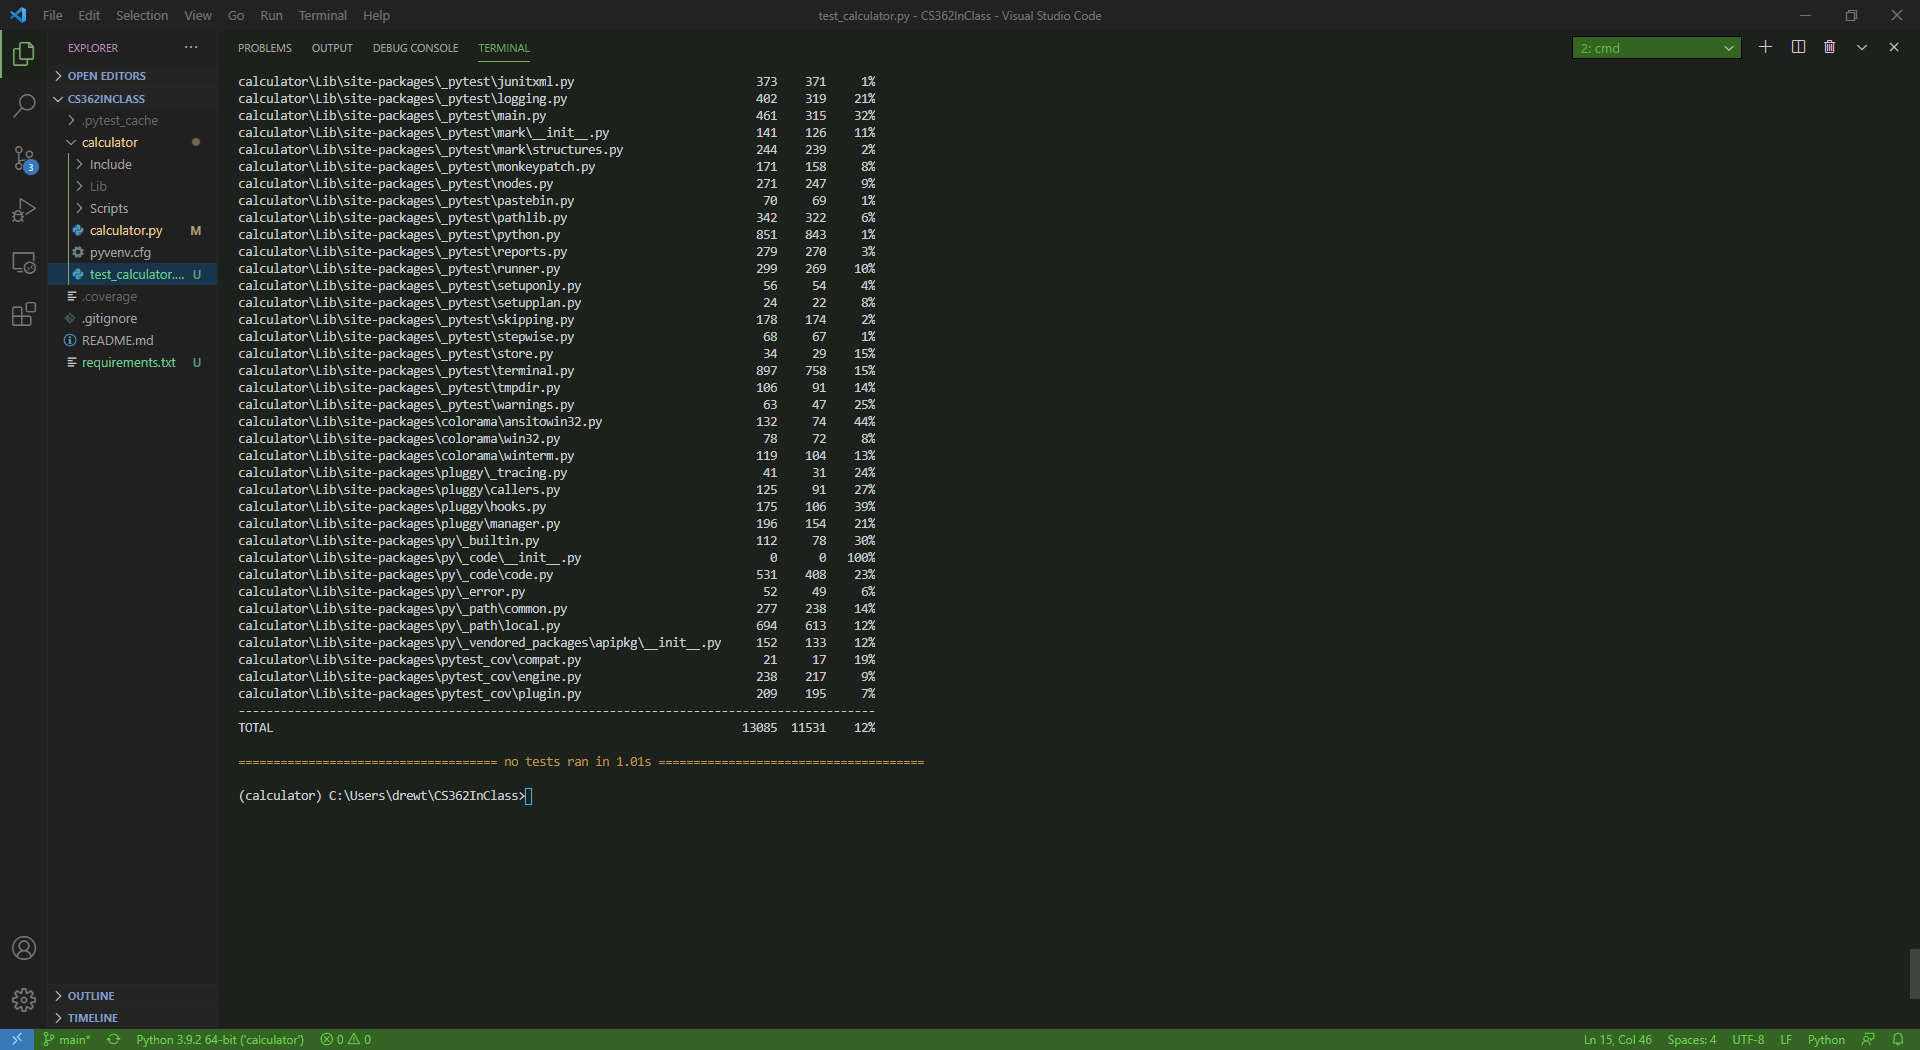 File Edit Selection View Go Run Terminal Help
test_calculator.py - CS362InClass - Visual Studio Code
EXPLORER
OPEN EDITORS
CS362INCLASS
.pytest_cache
calculator
Include
Lib
Scripts
calculator.py M
pyvenv.cfg
test_calculator.... U
.coverage
.gitignore
README.md
requirements.txt U
3
OUTLINE
TIMELINE
PROBLEMS OUTPUT DEBUG CONSOLE TERMINAL
2: cmd
calculator\Lib\site-packages\_pytest\junitxml.py 373 371 1%
calculator\Lib\site-packages\_pytest\logging.py 402 319 21%
calculator\Lib\site-packages\_pytest\main.py 461 315 32%
calculator\Lib\site-packages\_pytest\mark\__init__.py 141 126 11%
calculator\Lib\site-packages\_pytest\mark\structures.py 244 239 2%
calculator\Lib\site-packages\_pytest\monkeypatch.py 171 158 8%
calculator\Lib\site-packages\_pytest\nodes.py 271 247 9%
calculator\Lib\site-packages\_pytest\pastebin.py 70 69 1%
calculator\Lib\site-packages\_pytest\pathlib.py 342 322 6%
calculator\Lib\site-packages\_pytest\python.py 851 843 1%
calculator\Lib\site-packages\_pytest\reports.py 279 270 3%
calculator\Lib\site-packages\_pytest\runner.py 299 269 10%
calculator\Lib\site-packages\_pytest\setuponly.py 56 54 4%
calculator\Lib\site-packages\_pytest\setupplan.py 24 22 8%
calculator\Lib\site-packages\_pytest\skipping.py 178 174 2%
calculator\Lib\site-packages\_pytest\stepwise.py 68 67 1%
calculator\Lib\site-packages\_pytest\store.py 34 29 15%
calculator\Lib\site-packages\_pytest\terminal.py 897 758 15%
calculator\Lib\site-packages\_pytest\tmpdir.py 106 91 14%
calculator\Lib\site-packages\_pytest\warnings.py 63 47 25%
calculator\Lib\site-packages\colorama\ansitowin32.py 132 74 44%
calculator\Lib\site-packages\colorama\win32.py 78 72 8%
calculator\Lib\site-packages\colorama\winterm.py 119 104 13%
calculator\Lib\site-packages\pluggy\_tracing.py 41 31 24%
calculator\Lib\site-packages\pluggy\callers.py 125 91 27%
calculator\Lib\site-packages\pluggy\hooks.py 175 106 39%
calculator\Lib\site-packages\pluggy\manager.py 196 154 21%
calculator\Lib\site-packages\py\_builtin.py 112 78 30%
calculator\Lib\site-packages\py\_code\__init__.py 0 0 100%
calculator\Lib\site-packages\py\_code\code.py 531 408 23%
calculator\Lib\site-packages\py\_error.py 52 49 6%
calculator\Lib\site-packages\py\_path\common.py 277 238 14%
calculator\Lib\site-packages\py\_path\local.py 694 613 12%
calculator\Lib\site-packages\py\_vendored_packages\apipkg\__init__.py 152 133 12%
calculator\Lib\site-packages\pytest_cov\compat.py 21 17 19%
calculator\Lib\site-packages\pytest_cov\engine.py 238 217 9%
calculator\Lib\site-packages\pytest_cov\plugin.py 209 195 7%
-------------------------------------------------------------------------------------------
TOTAL 13085 11531 12%
===================================== no tests ran in 1.01s ======================================
(calculator) C:\Users\drewt\CS362InClass>
main* Python 3.9.2 64-bit ('calculator') 0 0 Ln 15, Col 46 Spaces: 4 UTF-8 LF Python